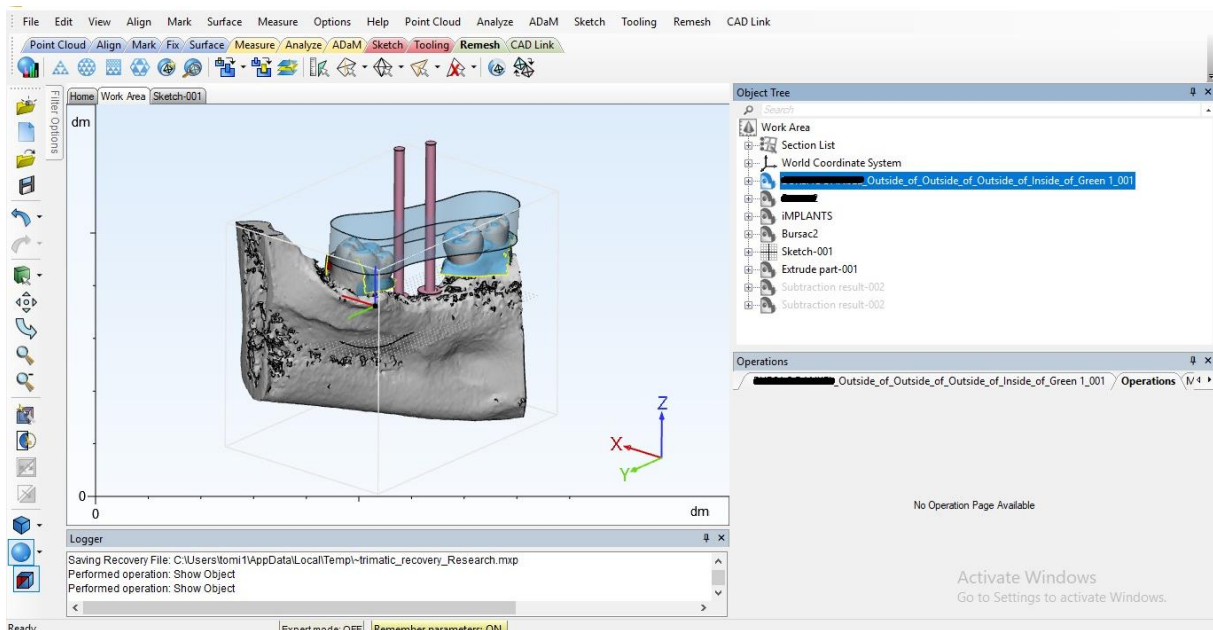 File Edit View Align Mark Surface Measure Options Help Point Cloud Analyze ADaM Sketch Tooling Remesh CAD Link
Point Cloud Align Mark Fix Surface Measure Analyze ADaM Sketch Tooling Remesh CAD Link
Filter Options
Home Work Area Sketch-001
dm
Z
X
Y
0
0
dm
Logger
Saving Recovery File: C:\Users\tomi1\AppData\Local\Temp\~trimatic_recovery_Research.mxp
Performed operation: Show Object
Performed operation: Show Object
Object Tree
Search
Work Area
Section List
World Coordinate System
_Outside_of_Outside_of_Outside_of_Inside_of_Green 1_001
iMPLANTS
Bursac2
Sketch-001
Extrude part-001
Subtraction result-002
Subtraction result-002
Operations
_Outside_of_Outside_of_Outside_of_Inside_of_Green 1_001 Operations
No Operation Page Available
Activate Windows
Go to Settings to activate Windows.
Ready
Expert mode: OFF Remember parameters: ON